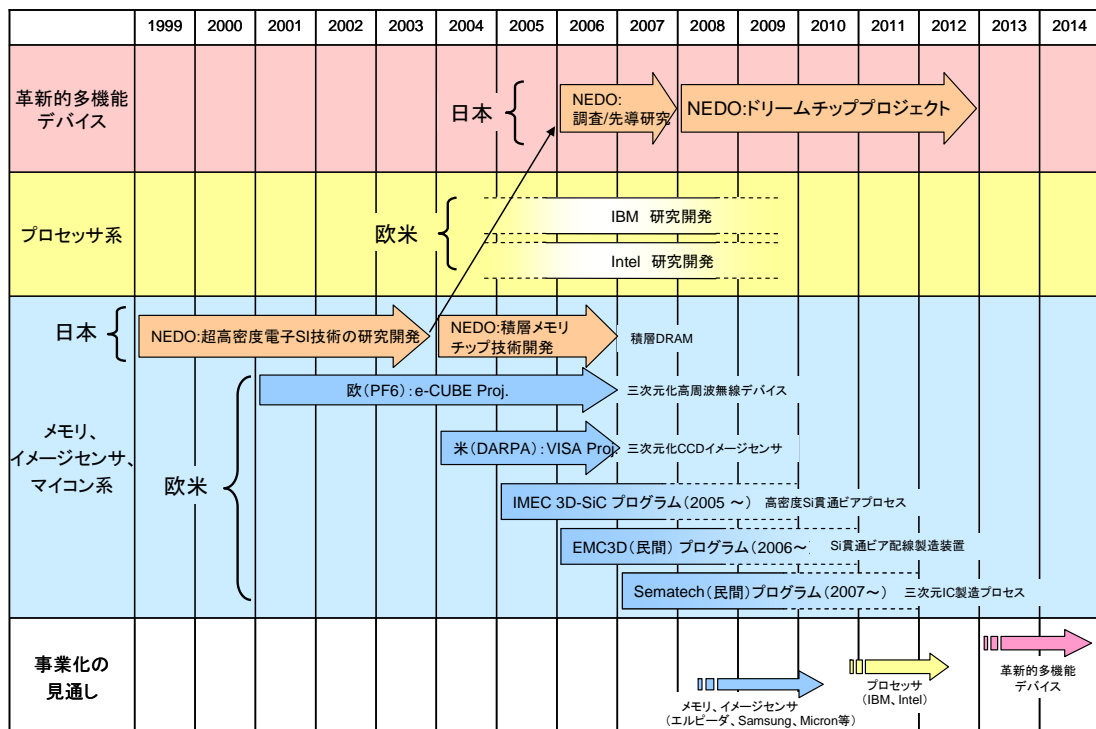 1999 2000 2001 2002 2003 2004 2005 2006 2007 2008 2009 2010 2011 2012 2013 2014
革新的多機能
デバイス
日本
NEDO:
調査/先導研究
NEDO:ドリームチッププロジェクト
プロセッサ系
欧米
IBM 研究開発
Intel 研究開発
メモリ、
イメージセンサ、
マイコン系
日本
NEDO:超高密度電子SI技術の研究開発
NEDO:積層メモリ
チップ技術開発
積層DRAM
欧米
欧(PF6):e-CUBE Proj.
三次元化高周波無線デバイス
米(DARPA):VISA Proj.
三次元化CCDイメージセンサ
IMEC 3D-SiC プログラム(2005 ~)
高密度Si貫通ビアプロセス
EMC3D(民間) プログラム(2006~
Si貫通ビア配線製造装置
Sematech(民間)プログラム(2007~)
三次元IC製造プロセス
事業化の
見通し
メモリ、イメージセンサ
(エルピーダ、Samsung、Micron等)
プロセッサ
(IBM、Intel)
革新的多機能
デバイス